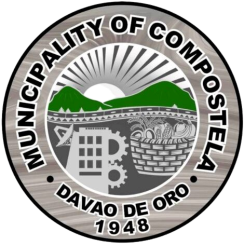 MUNICIPALITY OF COMPOSTELA
DAVAO DE ORO
1948